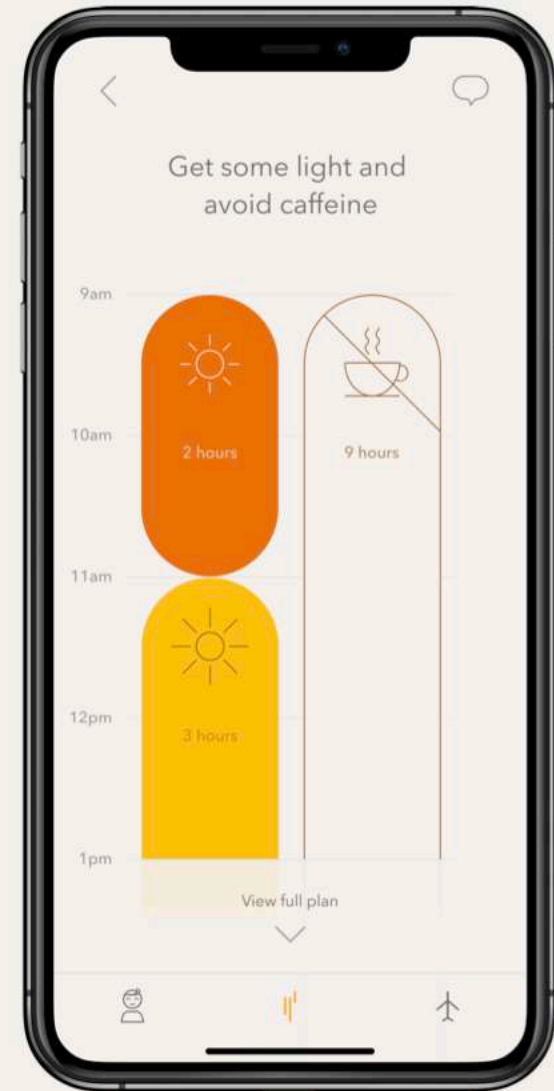 Get some light and
avoid caffeine
9am
10am
2 hours
9 hours
11am
12pm
3 hours
1pm
View full plan